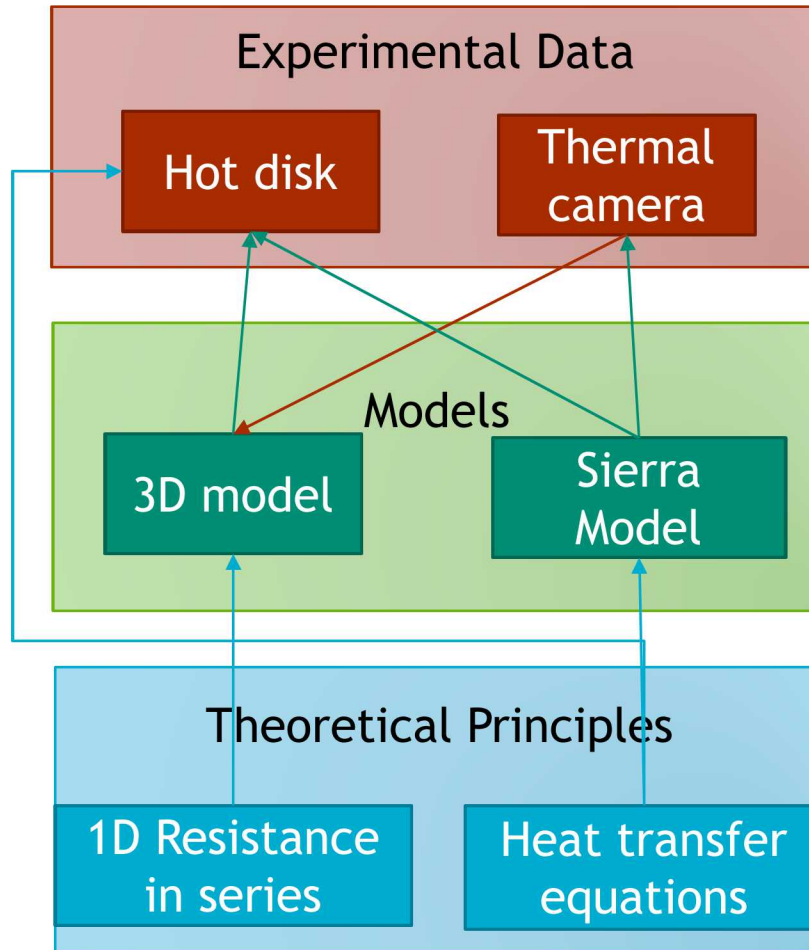 Experimental Data
Hot disk
Thermal
camera
Models
3D model
Sierra
Model
Theoretical Principles
1D Resistance
in series
Heat transfer
equations